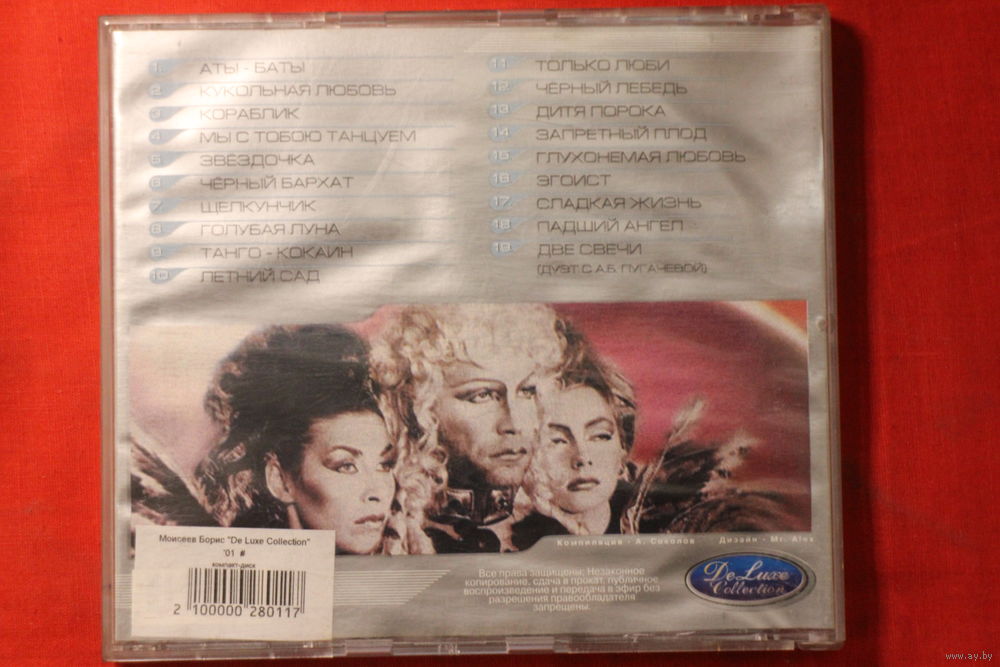 1. АТЫ - БАТЫ
2. КУКОЛЬНАЯ ЛЮБОВЬ
3. КОРАБЛИК
4. МЫ С ТОБОЮ ТАНЦУЕМ
5. ЗВЁЗДОЧКА
6. ЧЁРНЫЙ БАРХАТ
7. ЩЕЛКУНЧИК
8. ГОЛУБАЯ ЛУНА
9. ТАНГО - КОКАИН
10. ЛЕТНИЙ САД
11. ТОЛЬКО ЛЮБИ
12. ЧЁРНЫЙ ЛЕБЕДЬ
13. ДИТЯ ПОРОКА
14. ЗАПРЕТНЫЙ ПЛОД
15. ГЛУХОНЕМАЯ ЛЮБОВЬ
16. ЭГОИСТ
17. СЛАДКАЯ ЖИЗНЬ
18. ПАДШИЙ АНГЕЛ
19. ДВЕ СВЕЧИ
(ДУЭТ С А.Б. ПУГАЧЕВОЙ)
Компиляция - А. Соколов Дизайн - Mr. Alex
Моисеев Борис "De Luxe Collection"
'01 #
компакт-диск
2 100000 280117
Все права защищены; Незаконное
копирование, сдача в прокат, публичное
воспроизведение и передача в эфир без
разрешения правообладателя
запрещены.
De Luxe
Collection
www.ay.by